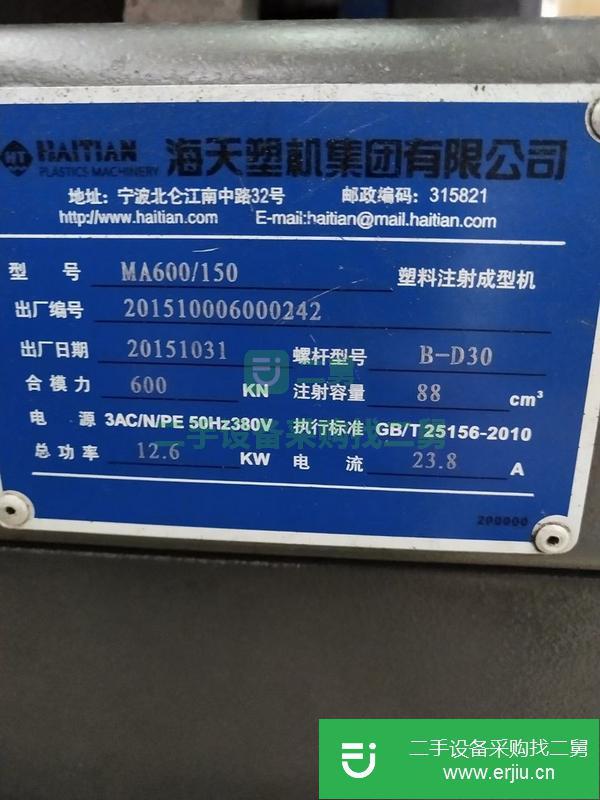 HT HAITIAN PLASTICS MACHINERY 海天塑机集团有限公司
地址: 宁波北仑江南中路32号 邮政编码: 315821
http://www.haitian.com E-mail:haitian@mail.haitian.com
型号 MA600/150 塑料注射成型机
出厂编号 201510006000242
出厂日期 20151031 螺杆型号 B-D30
合模力 600 KN 注射容量 88 cm³
电源 3AC/N/PE 50Hz380V 执行标准 GB/T 25156-2010
总功率 12.6 KW 电流 23.8 A
200000
二舅
二手设备采购找二舅
二手设备采购找二舅
www.erjiu.cn